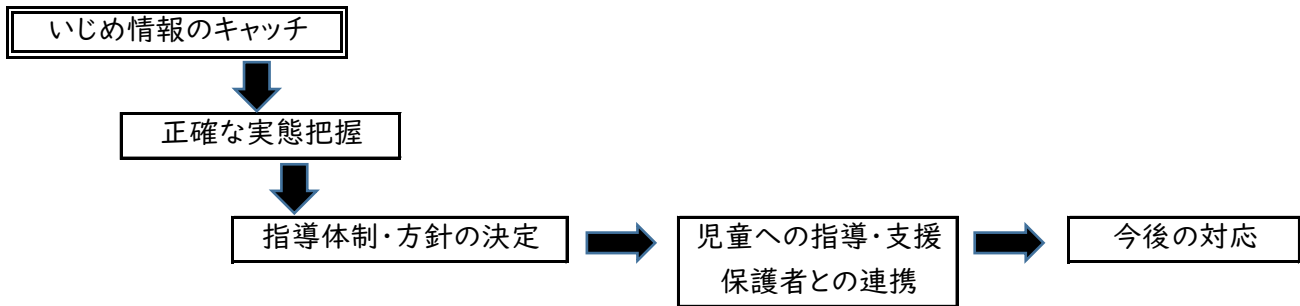 いじめ情報のキャッチ
正確な実態把握
指導体制・方針の決定
児童への指導・支援
保護者との連携
今後の対応